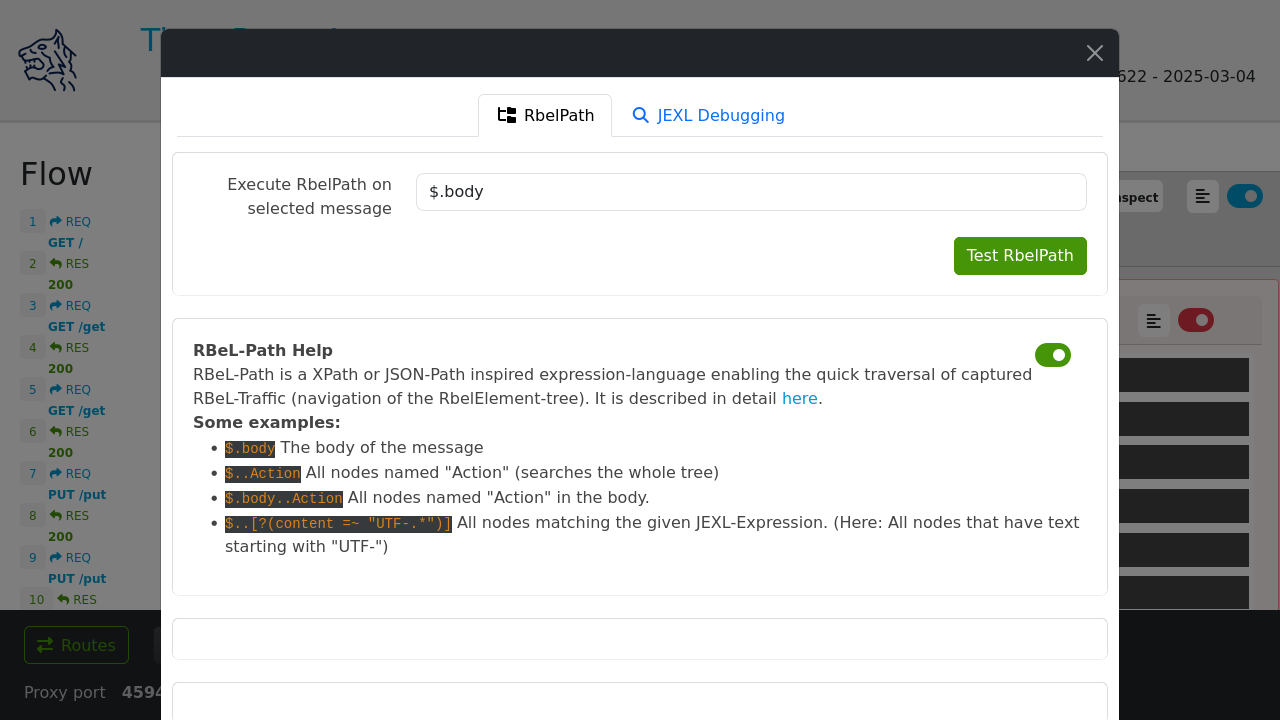 622 - 2025-03-04
RbelPath
JEXL Debugging
Flow
Execute RbelPath on
selected message
$.body
Test RbelPath
1 REQ
GET /
2 RES
200
3 REQ
GET /get
4 RES
200
5 REQ
GET /get
6 RES
200
7 REQ
PUT /put
8 RES
200
9 REQ
PUT /put
10 RES
RBeL-Path Help
RBeL-Path is a XPath or JSON-Path inspired expression-language enabling the quick traversal of captured
RBeL-Traffic (navigation of the RbelElement-tree). It is described in detail here.
Some examples:
• $.body The body of the message
• $..Action All nodes named "Action" (searches the whole tree)
• $.body..Action All nodes named "Action" in the body.
• $..[?(content =~ "UTF-.*")] All nodes matching the given JEXL-Expression. (Here: All nodes that have text
starting with "UTF-")
Routes
Proxy port 4594